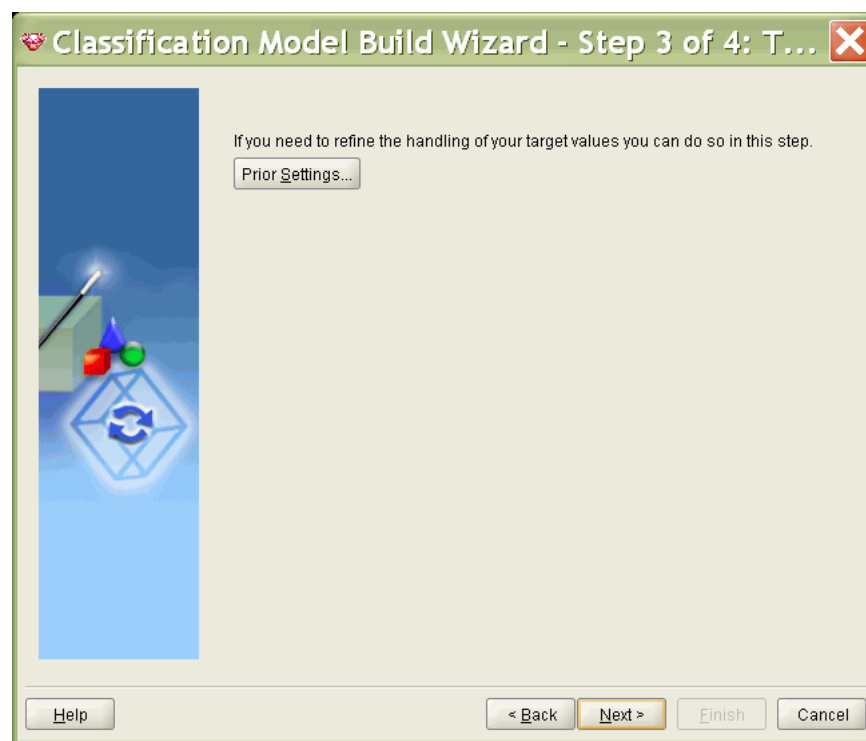 Classification Model Build Wizard - Step 3 of 4: T...
If you need to refine the handling of your target values you can do so in this step.
Prior Settings...
Help
< Back
Next >
Finish
Cancel